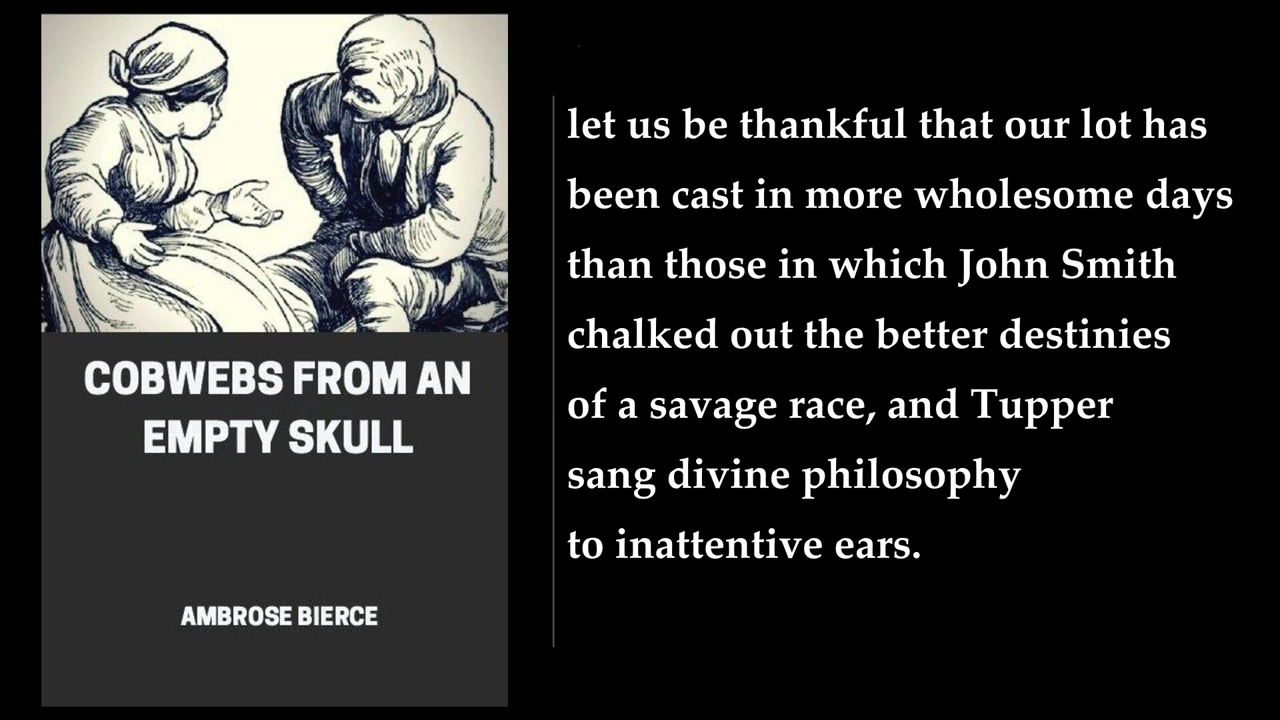 COBWEBS FROM AN
EMPTY SKULL
AMBROSE BIERCE
let us be thankful that our lot has
been cast in more wholesome days
than those in which John Smith
chalked out the better destinies
of a savage race, and Tupper
sang divine philosophy
to inattentive ears.